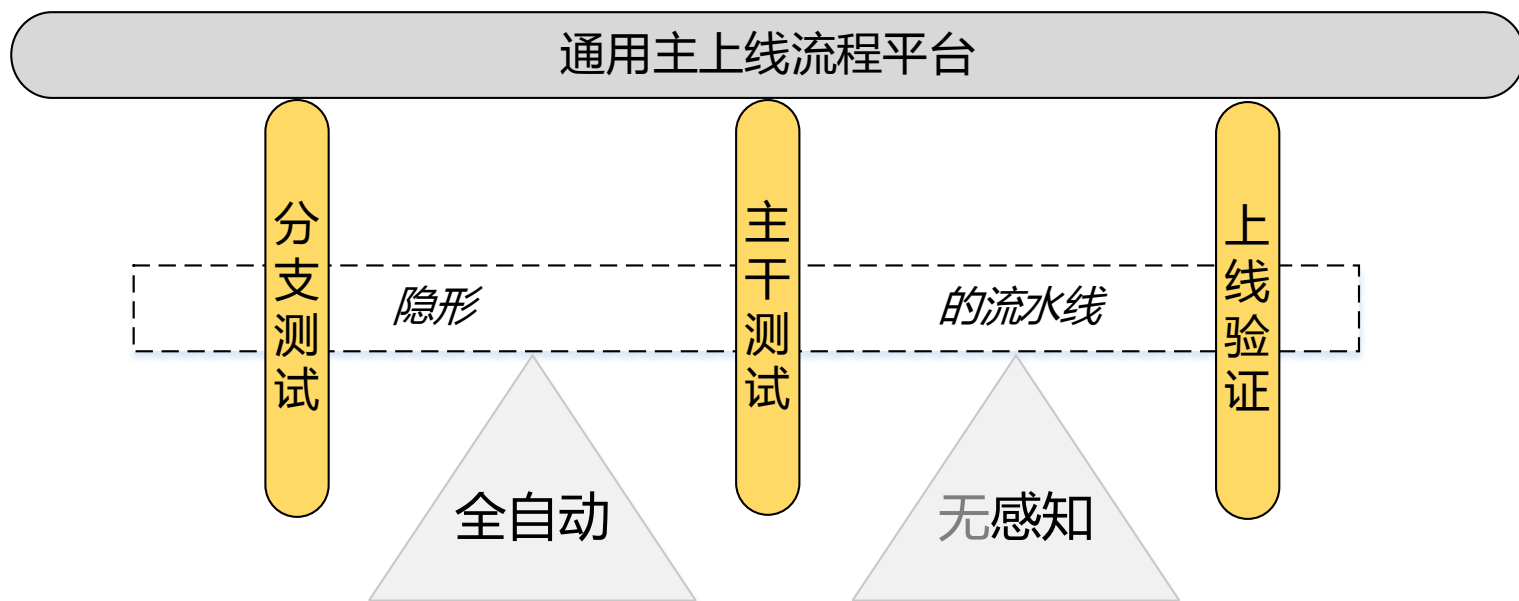 通用主上线流程平台
分支测试
主干测试
上线验证
隐形
的流水线
全自动
无感知